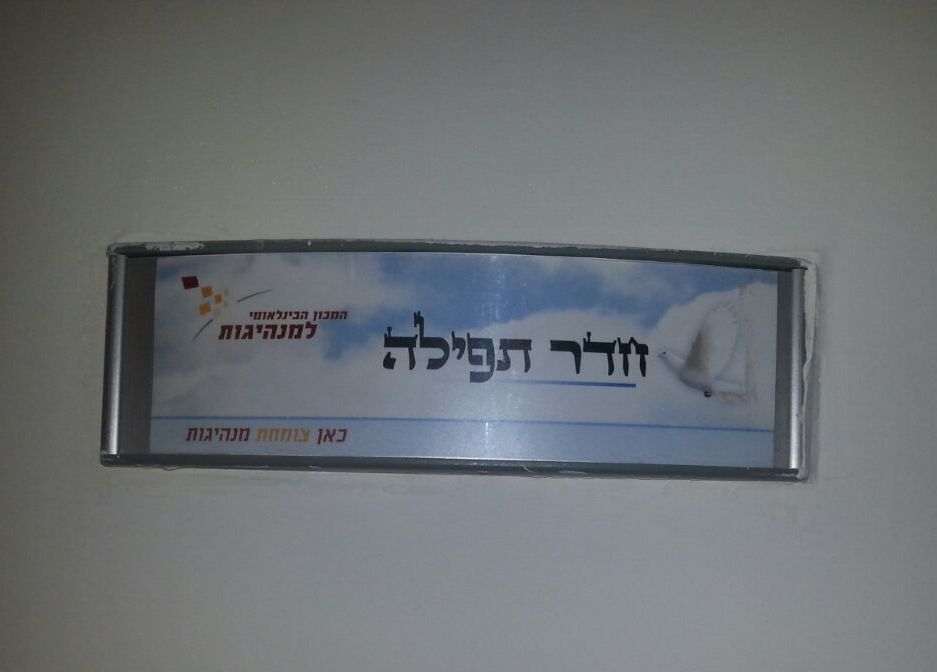 המכון הבינלאומי
למנהיגות
חדר תפילה
כאן צומחת מנהיגות